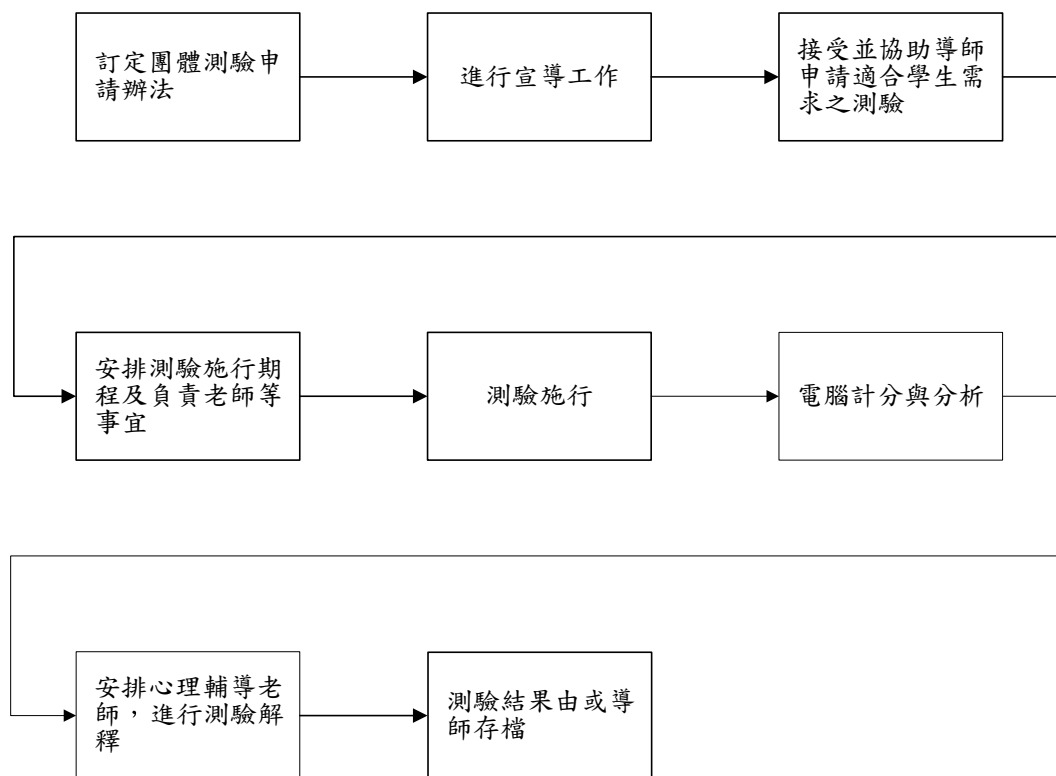 訂定團體測驗申
請辦法
進行宣導工作
接受並協助導師
申請適合學生需
求之測驗
安排測驗施行期
程及負責老師等
事宜
測驗施行
電腦計分與分析
安排心理輔導老
師，進行測驗解
釋
測驗結果由或導
師存檔